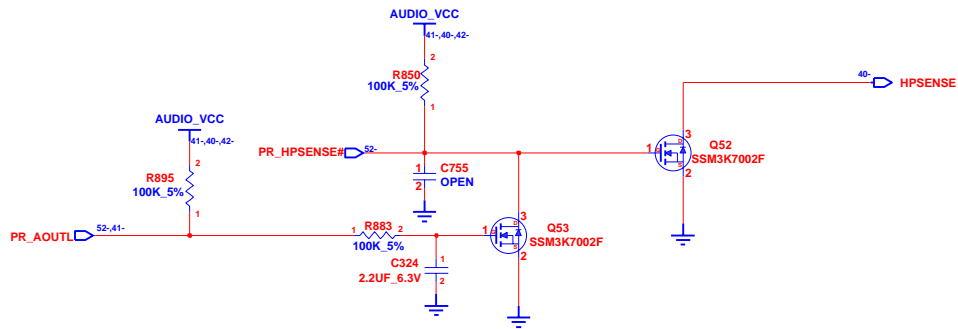 AUDIO_VCC
41-,40-,42-
2
R850
100K_5%
1
40-
HPSENSE
AUDIO_VCC
41-,40-,42-
2
R895
100K_5%
1
PR_HPSENSE#
52-
1
C755
2
OPEN
1
G
D
S
3
2
Q52
SSM3K7002F
PR_AOUTL
52-,41-
1
R883
2
100K_5%
1
G
D
S
3
2
Q53
SSM3K7002F
C324
1
2.2UF_6.3V
2